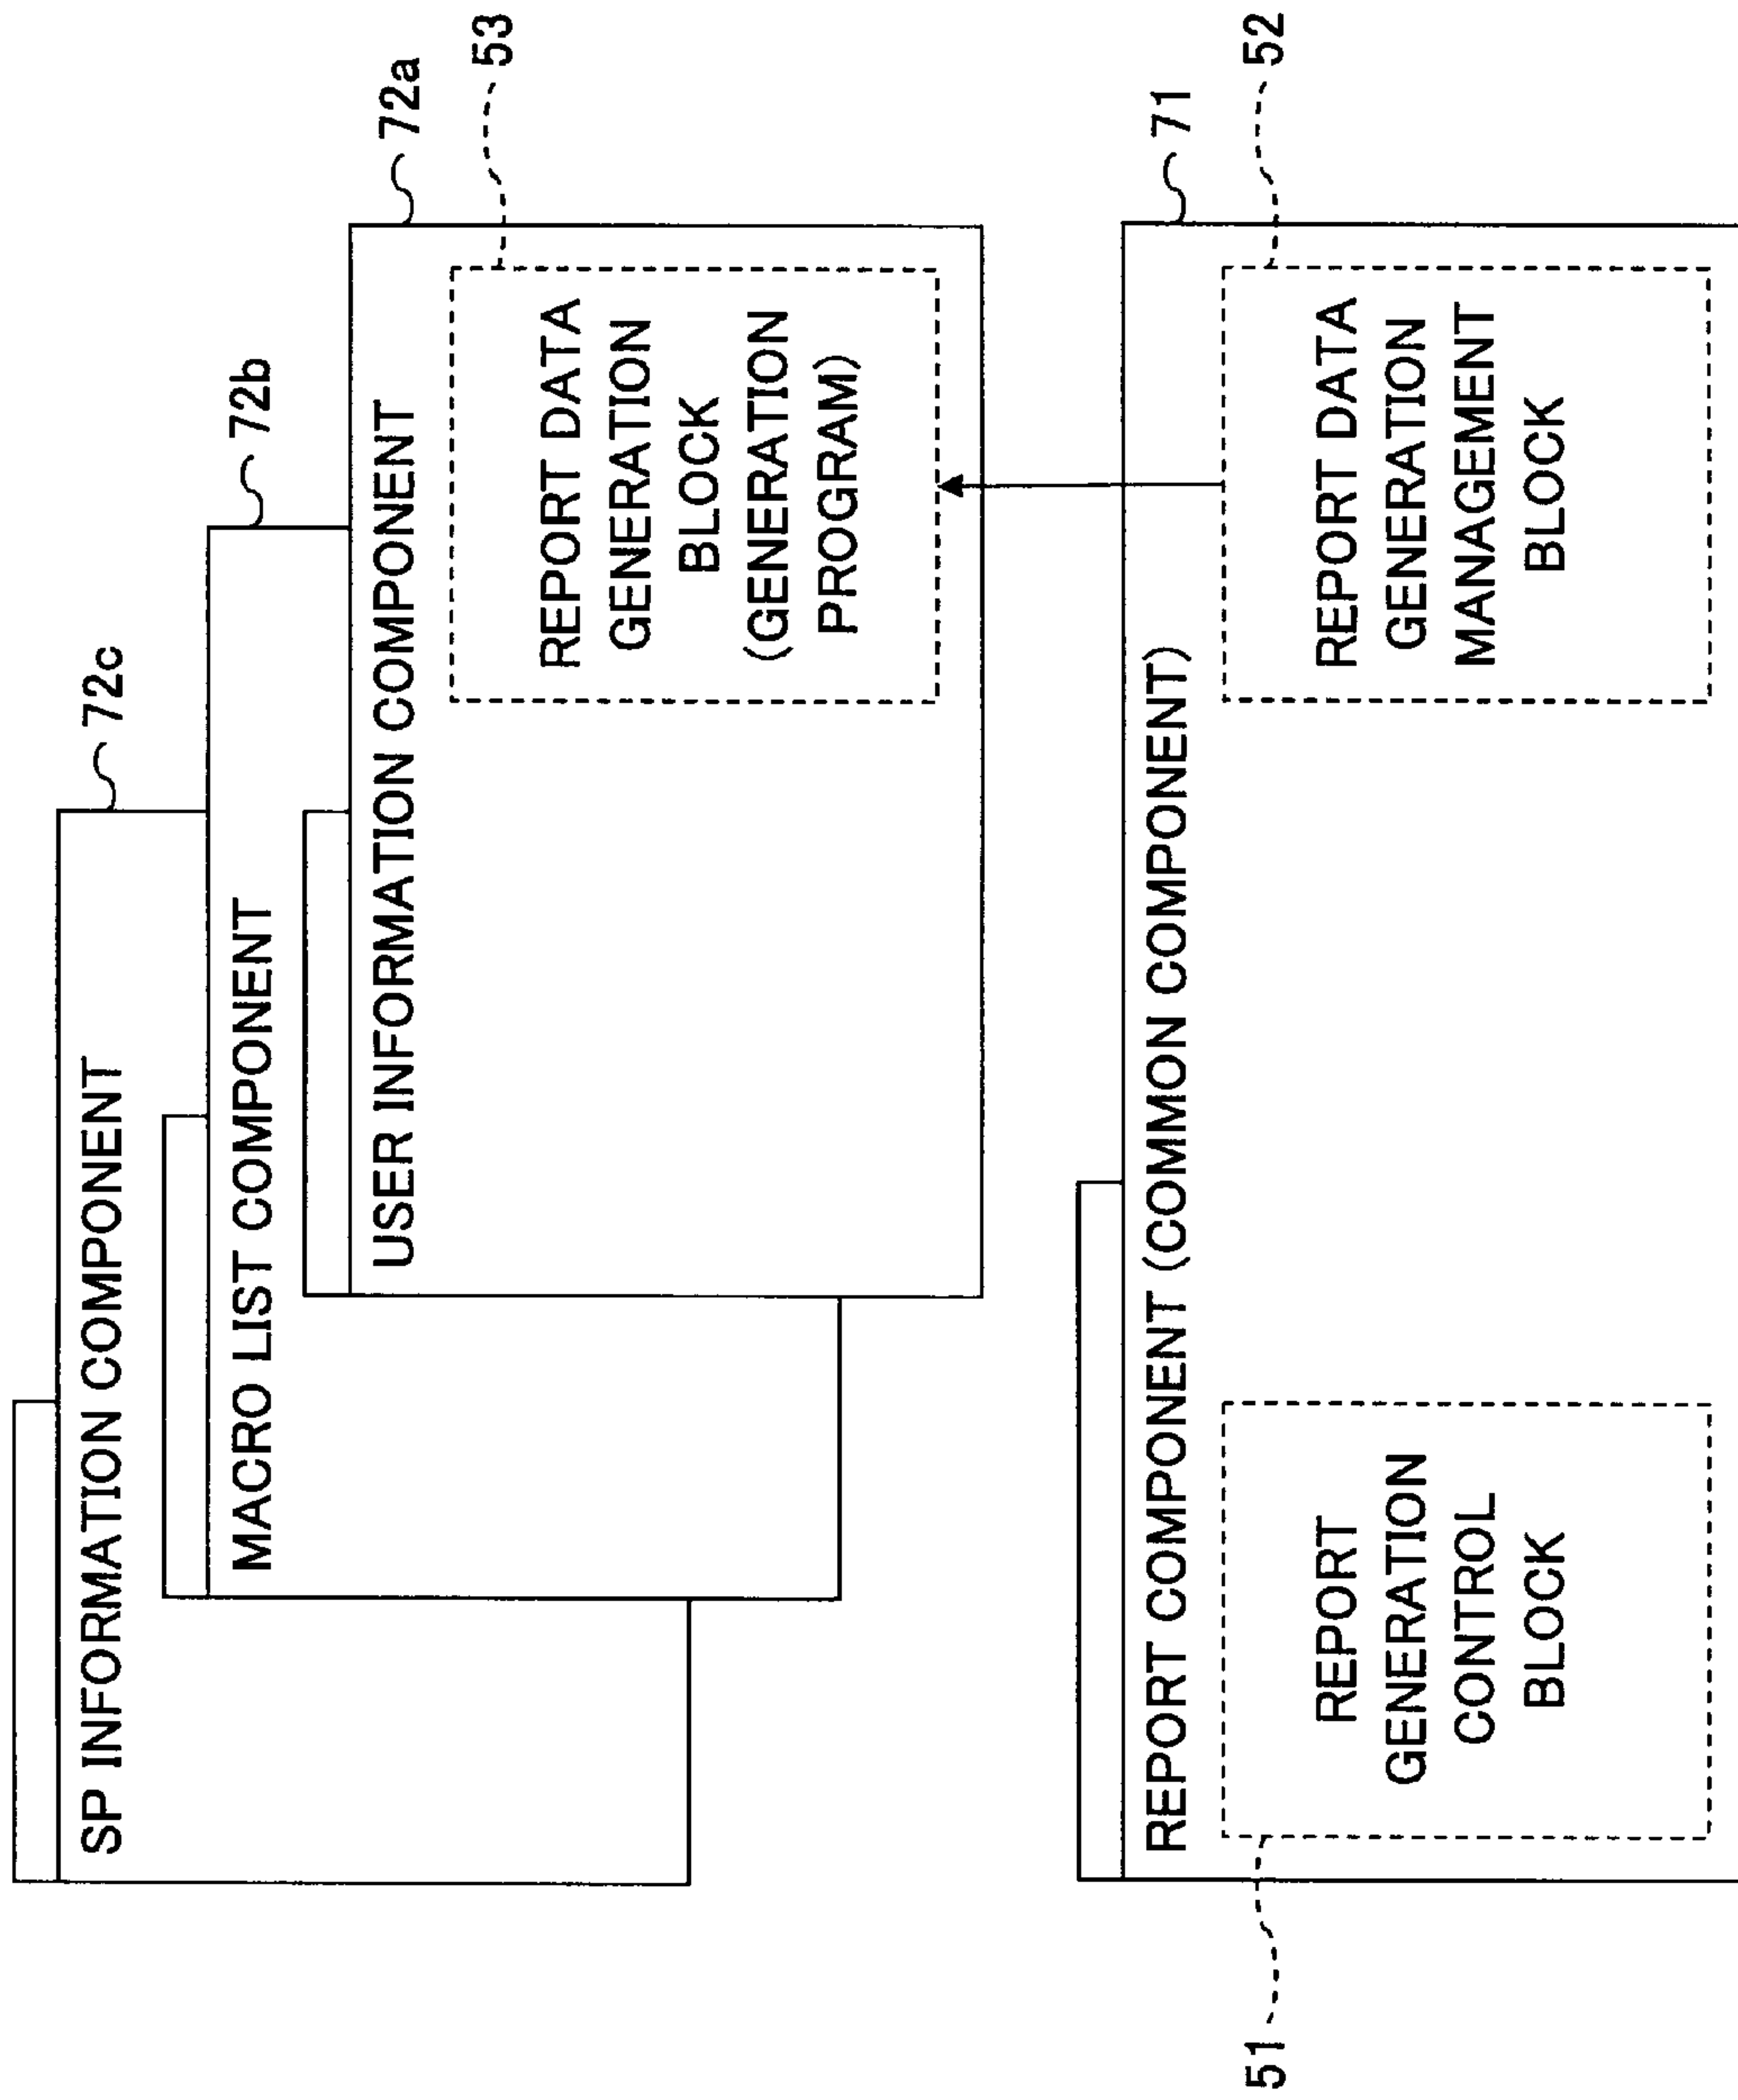 SP INFORMATION COMPONENT
72c
MACRO LIST COMPONENT
72b
USER INFORMATION COMPONENT
72a
REPORT DATA
GENERATION
BLOCK
(GENERATION
PROGRAM)
53
REPORT COMPONENT (COMMON COMPONENT)
71
REPORT
GENERATION
CONTROL
BLOCK
51
REPORT DATA
GENERATION
MANAGEMENT
BLOCK
52